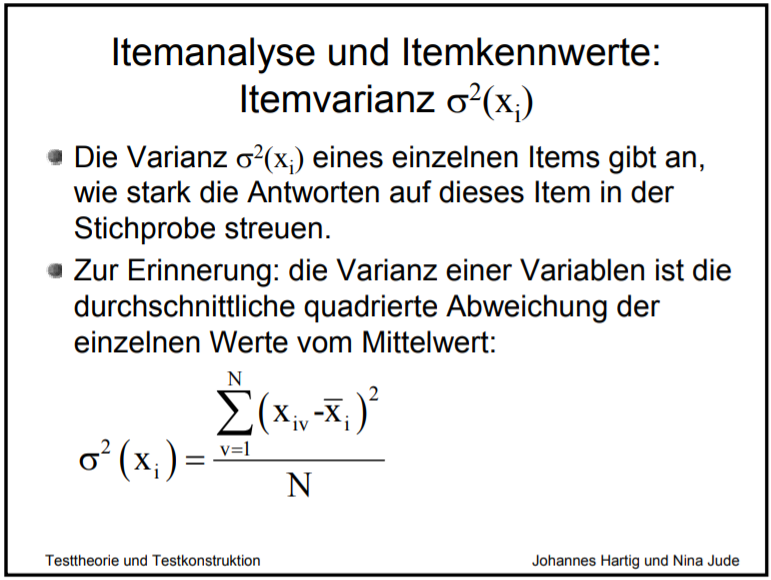 Itemanalyse und Itemkennwerte:
Itemvarianz σ²(xᵢ)
Die Varianz σ²(xᵢ) eines einzelnen Items gibt an,
wie stark die Antworten auf dieses Item in der
Stichprobe streuen.
Zur Erinnerung: die Varianz einer Variablen ist die
durchschnittliche quadrierte Abweichung der
einzelnen Werte vom Mittelwert:
N
∑(xᵢᵥ-x̅ᵢ)²
v=1
σ²(xᵢ)=
N
Testtheorie und Testkonstruktion
Johannes Hartig und Nina Jude